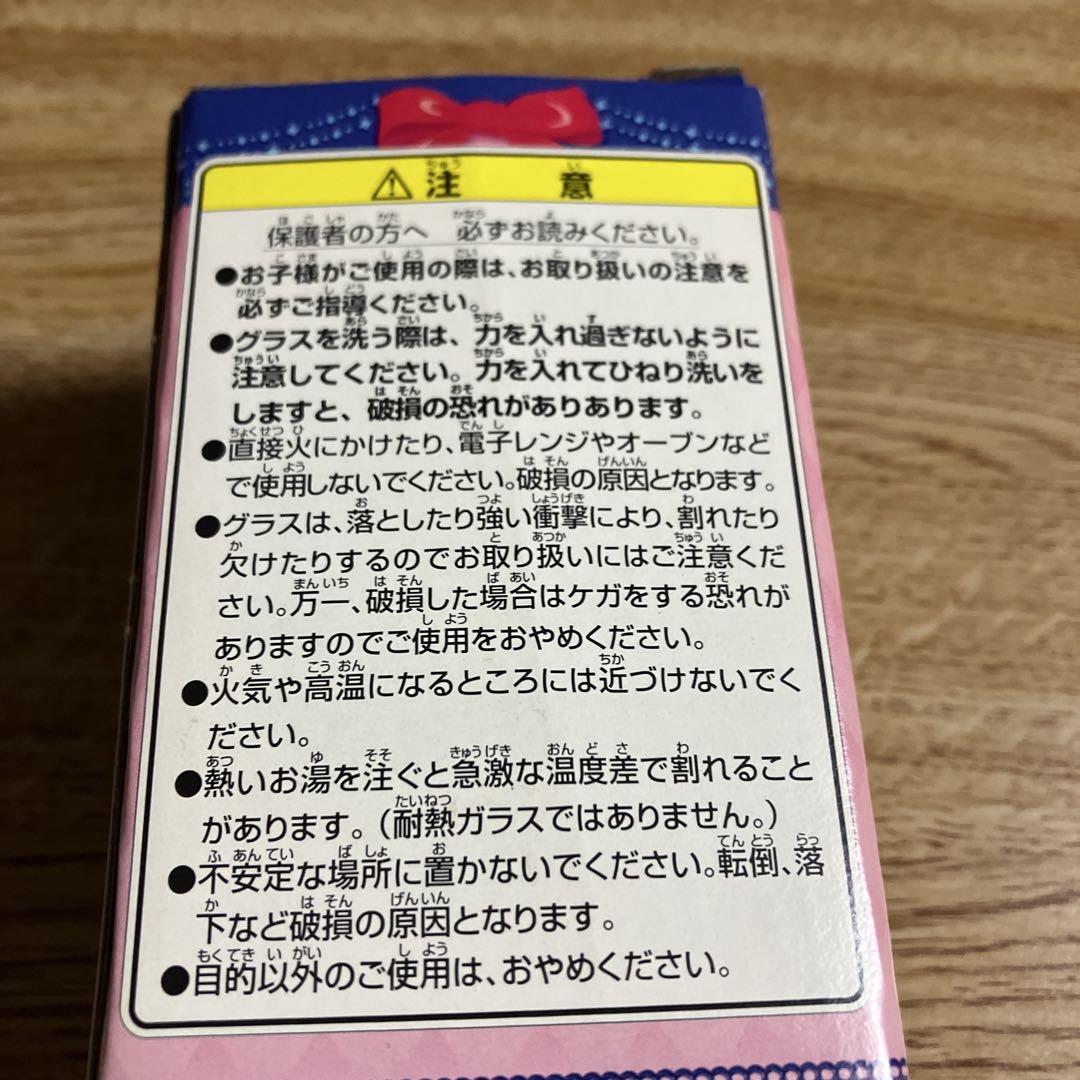 ⚠注意
保護者の方へ 必ずお読みください。
●お子様がご使用の際は、お取り扱いの注意を
必ずご指導ください。
●グラスを洗う際は、力を入れ過ぎないように
注意してください。力を入れてひねり洗いを
しますと、破損の恐れがありあります。
●直接火にかけたり、電子レンジやオーブンなど
で使用しないでください。破損の原因となります。
●グラスは、落としたり強い衝撃により、割れたり
欠けたりするのでお取り扱いにはご注意くだ
さい。万一、破損した場合はケガをする恐れが
ありますのでご使用をおやめください。
●火気や高温になるところには近づけないでく
ださい。
●熱いお湯を注ぐと急激な温度差で割れること
があります。（耐熱ガラスではありません。）
●不安定な場所に置かないでください。転倒、落
下など破損の原因となります。
●目的以外のご使用は、おやめください。